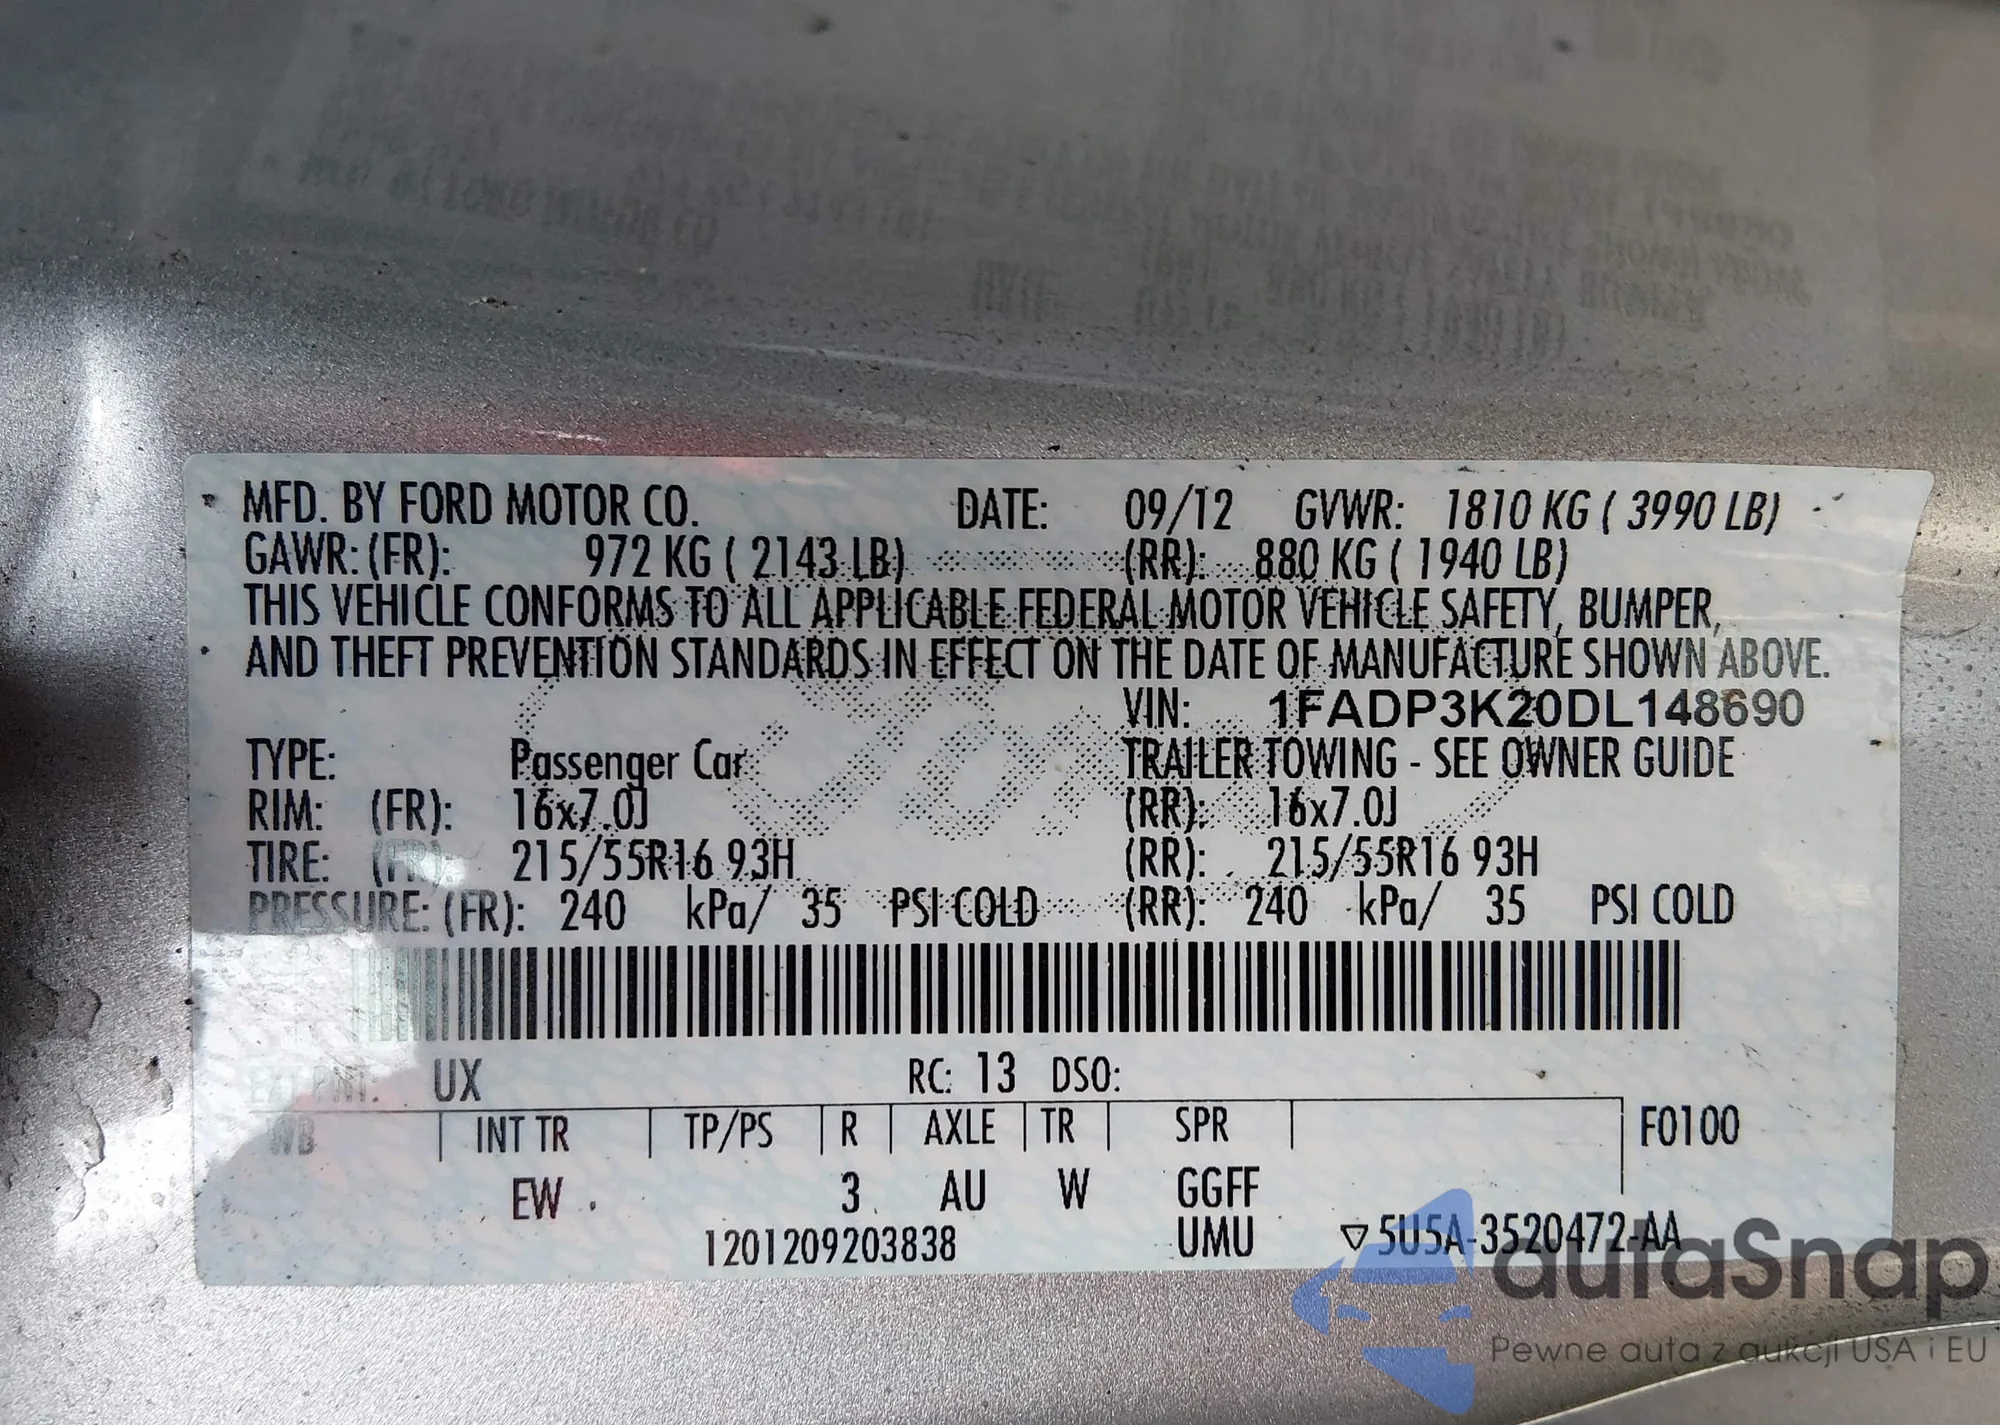 MFD. BY FORD MOTOR CO. DATE: 09/12 GVWR: 1810 KG ( 3990 LB)
GAWR: (FR): 972 KG ( 2143 LB) (RR): 880 KG ( 1940 LB)
THIS VEHICLE CONFORMS TO ALL APPLICABLE FEDERAL MOTOR VEHICLE SAFETY, BUMPER,
AND THEFT PREVENTION STANDARDS IN EFFECT ON THE DATE OF MANUFACTURE SHOWN ABOVE.
VIN: 1FADP3K20DL148690
TYPE: Passenger Car TRAILER TOWING - SEE OWNER GUIDE
RIM: (FR): 16x7.0J (RR): 16x7.0J
TIRE: (FR): 215/55R16 93H (RR): 215/55R16 93H
PRESSURE: (FR): 240 kPa/ 35 PSI COLD (RR): 240 kPa/ 35 PSI COLD
EXT PNT: UX RC: 13 DSO:
WB INT TR TP/PS R AXLE TR SPR F0100
EW 3 AU W GGFF
1201209203838 UMU ▽5U5A-3520472-AA
autaSnap
Pewne auta z aukcji USA i EU